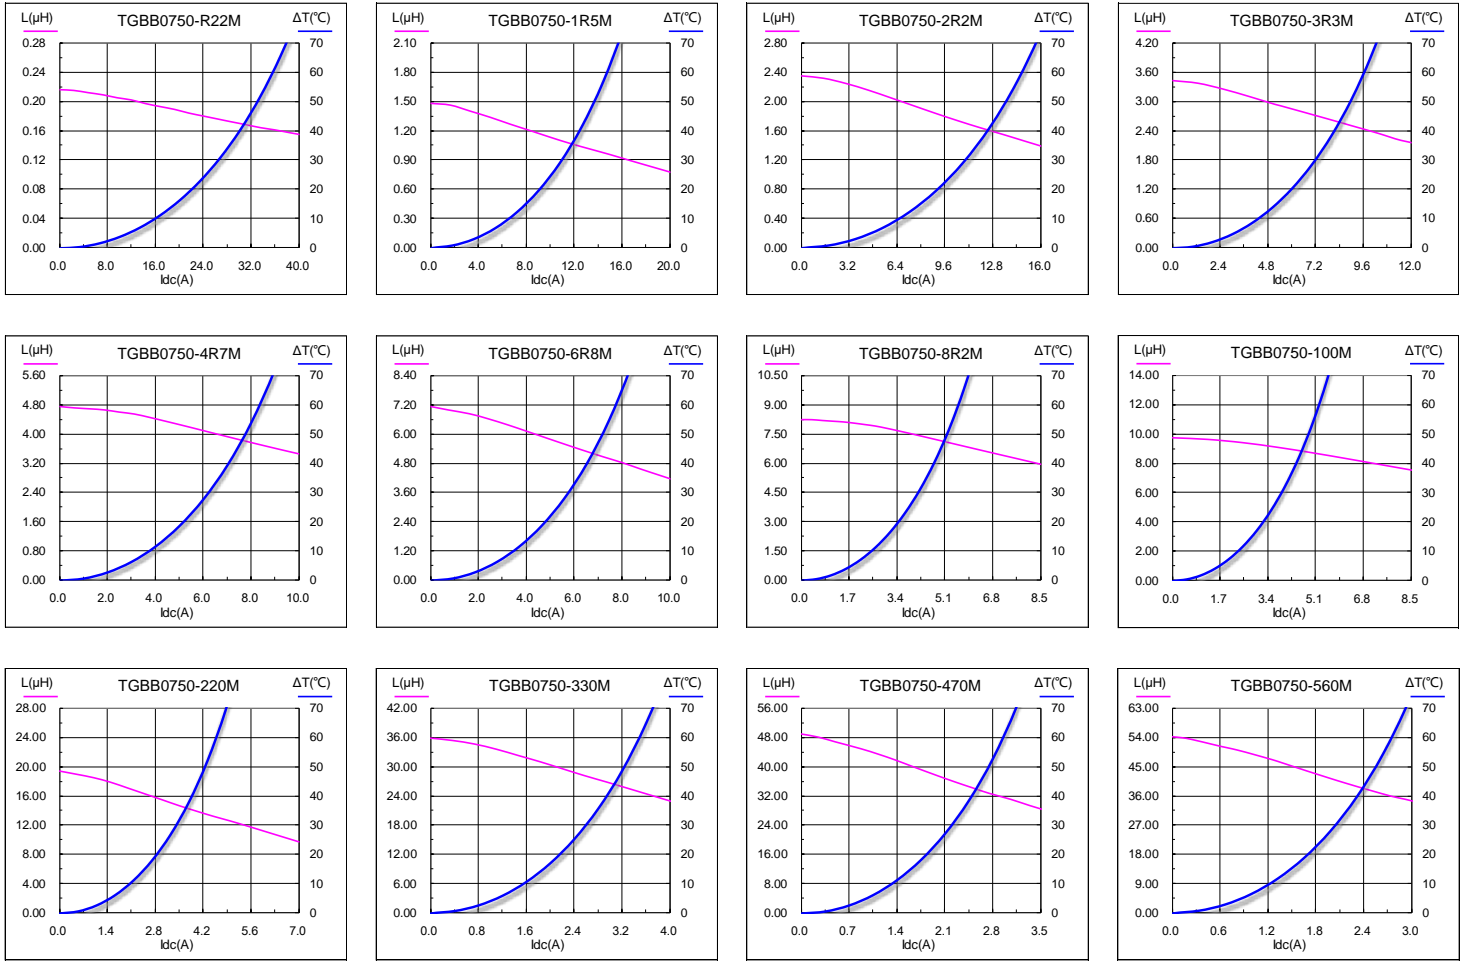 L(μH) TGBB0750-R22M ΔT(℃)
0.28 70
0.24 60
0.20 50
0.16 40
0.12 30
0.08 20
0.04 10
0.00 0
0.0 8.0 16.0 24.0 32.0 40.0
Idc(A)
L(μH) TGBB0750-1R5M ΔT(℃)
2.10 70
1.80 60
1.50 50
1.20 40
0.90 30
0.60 20
0.30 10
0.00 0
0.0 4.0 8.0 12.0 16.0 20.0
Idc(A)
L(μH) TGBB0750-2R2M ΔT(℃)
2.80 70
2.40 60
2.00 50
1.60 40
1.20 30
0.80 20
0.40 10
0.00 0
0.0 3.2 6.4 9.6 12.8 16.0
Idc(A)
L(μH) TGBB0750-3R3M ΔT(℃)
4.20 70
3.60 60
3.00 50
2.40 40
1.80 30
1.20 20
0.60 10
0.00 0
0.0 2.4 4.8 7.2 9.6 12.0
Idc(A)
L(μH) TGBB0750-4R7M ΔT(℃)
5.60 70
4.80 60
4.00 50
3.20 40
2.40 30
1.60 20
0.80 10
0.00 0
0.0 2.0 4.0 6.0 8.0 10.0
Idc(A)
L(μH) TGBB0750-6R8M ΔT(℃)
8.40 70
7.20 60
6.00 50
4.80 40
3.60 30
2.40 20
1.20 10
0.00 0
0.0 2.0 4.0 6.0 8.0 10.0
Idc(A)
L(μH) TGBB0750-8R2M ΔT(℃)
10.50 70
9.00 60
7.50 50
6.00 40
4.50 30
3.00 20
1.50 10
0.00 0
0.0 1.7 3.4 5.1 6.8 8.5
Idc(A)
L(μH) TGBB0750-100M ΔT(℃)
14.00 70
12.00 60
10.00 50
8.00 40
6.00 30
4.00 20
2.00 10
0.00 0
0.0 1.7 3.4 5.1 6.8 8.5
Idc(A)
L(μH) TGBB0750-220M ΔT(℃)
28.00 70
24.00 60
20.00 50
16.00 40
12.00 30
8.00 20
4.00 10
0.00 0
0.0 1.4 2.8 4.2 5.6 7.0
Idc(A)
L(μH) TGBB0750-330M ΔT(℃)
42.00 70
36.00 60
30.00 50
24.00 40
18.00 30
12.00 20
6.00 10
0.00 0
0.0 0.8 1.6 2.4 3.2 4.0
Idc(A)
L(μH) TGBB0750-470M ΔT(℃)
56.00 70
48.00 60
40.00 50
32.00 40
24.00 30
16.00 20
8.00 10
0.00 0
0.0 0.7 1.4 2.1 2.8 3.5
Idc(A)
L(μH) TGBB0750-560M ΔT(℃)
63.00 70
54.00 60
45.00 50
36.00 40
27.00 30
18.00 20
9.00 10
0.00 0
0.0 0.6 1.2 1.8 2.4 3.0
Idc(A)